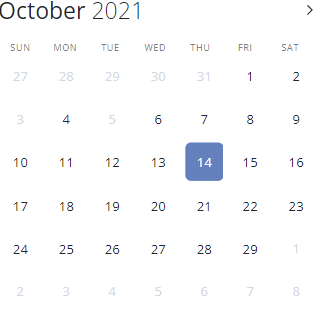 October 2021
SUN MON TUE WED THU FRI SAT
27 28 29 30 31 1 2
3 4 5 6 7 8 9
10 11 12 13 14 15 16
17 18 19 20 21 22 23
24 25 26 27 28 29 1
2 3 4 5 6 7 8